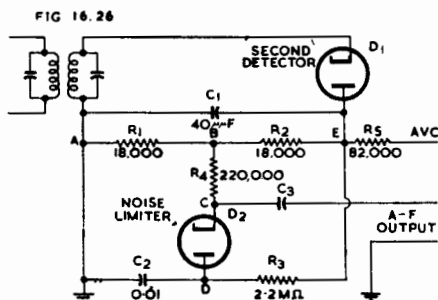 FIG 16.26
SECOND
DETECTOR
D1
C1
40µµF
A
R1
18,000
B
R2
18,000
E
R5
82,000
AVC
R4
220,000
C
C3
D2
NOISE
LIMITER
A-F
OUTPUT
C2
0·01
D
R3
2·2MΩ